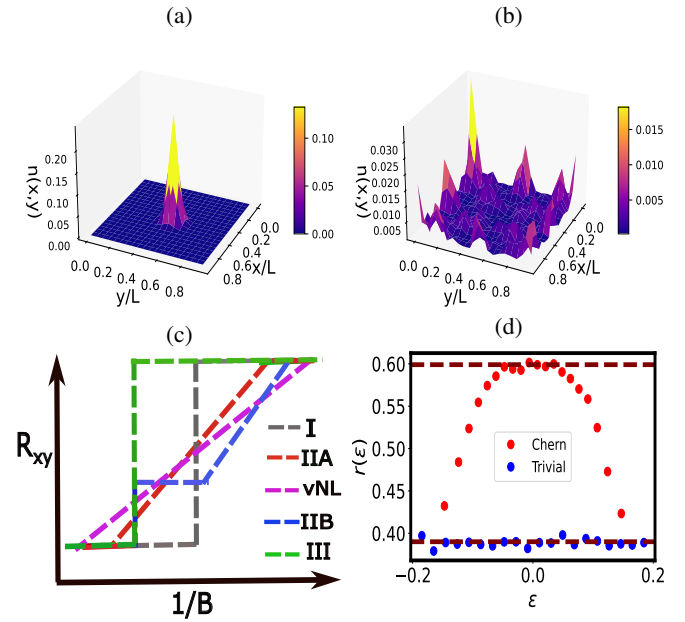 (a)
(b)
0.20
0.15
0.10
0.05
0.00
n(x,y)
0.0
0.2
0.4
0.6
0.8
y/L
0.0
0.2
0.4
0.6
0.8
x/L
0.10
0.05
0.00
0.030
0.025
0.020
0.015
0.010
0.005
n(x,y)
0.0
0.2
0.4
0.6
0.8
y/L
0.0
0.2
0.4
0.6
0.8
x/L
0.015
0.010
0.005
(c)
R_xy
1/B
I
IIA
vNL
IIB
III
(d)
0.60
0.55
0.50
0.45
0.40
r(ε)
Chern
Trivial
−0.2
0.0
0.2
ε